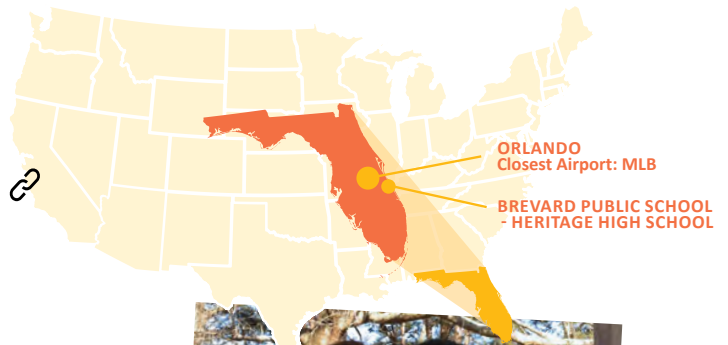 ORLANDO
Closest Airport: MLB
BREVARD PUBLIC SCHOOL
- HERITAGE HIGH SCHOOL